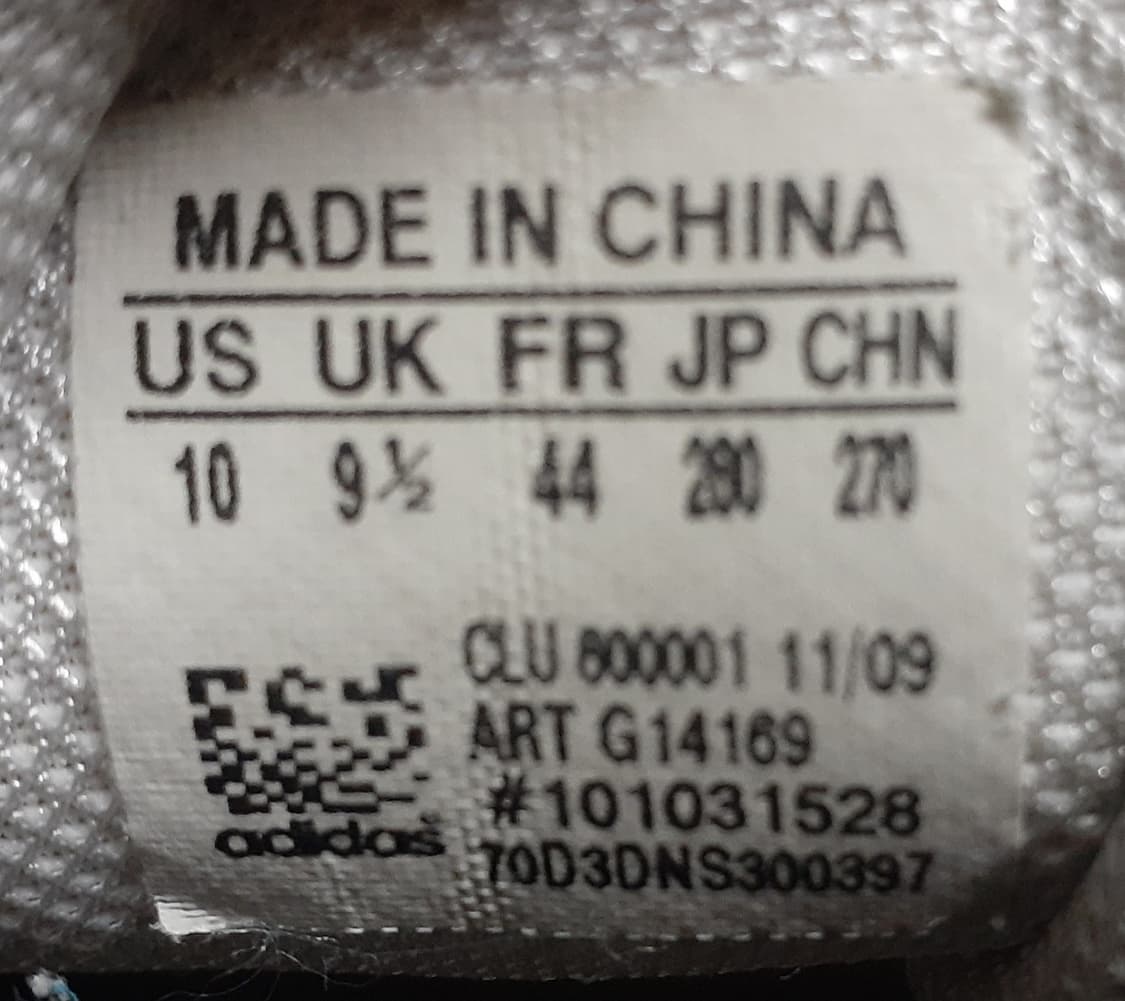 MADE IN CHINA
US UK FR JP CHN
10 9½ 44 280 270
CLU 600001 11/09
ART G14169
#101031528
adidas
70D3DNS300397